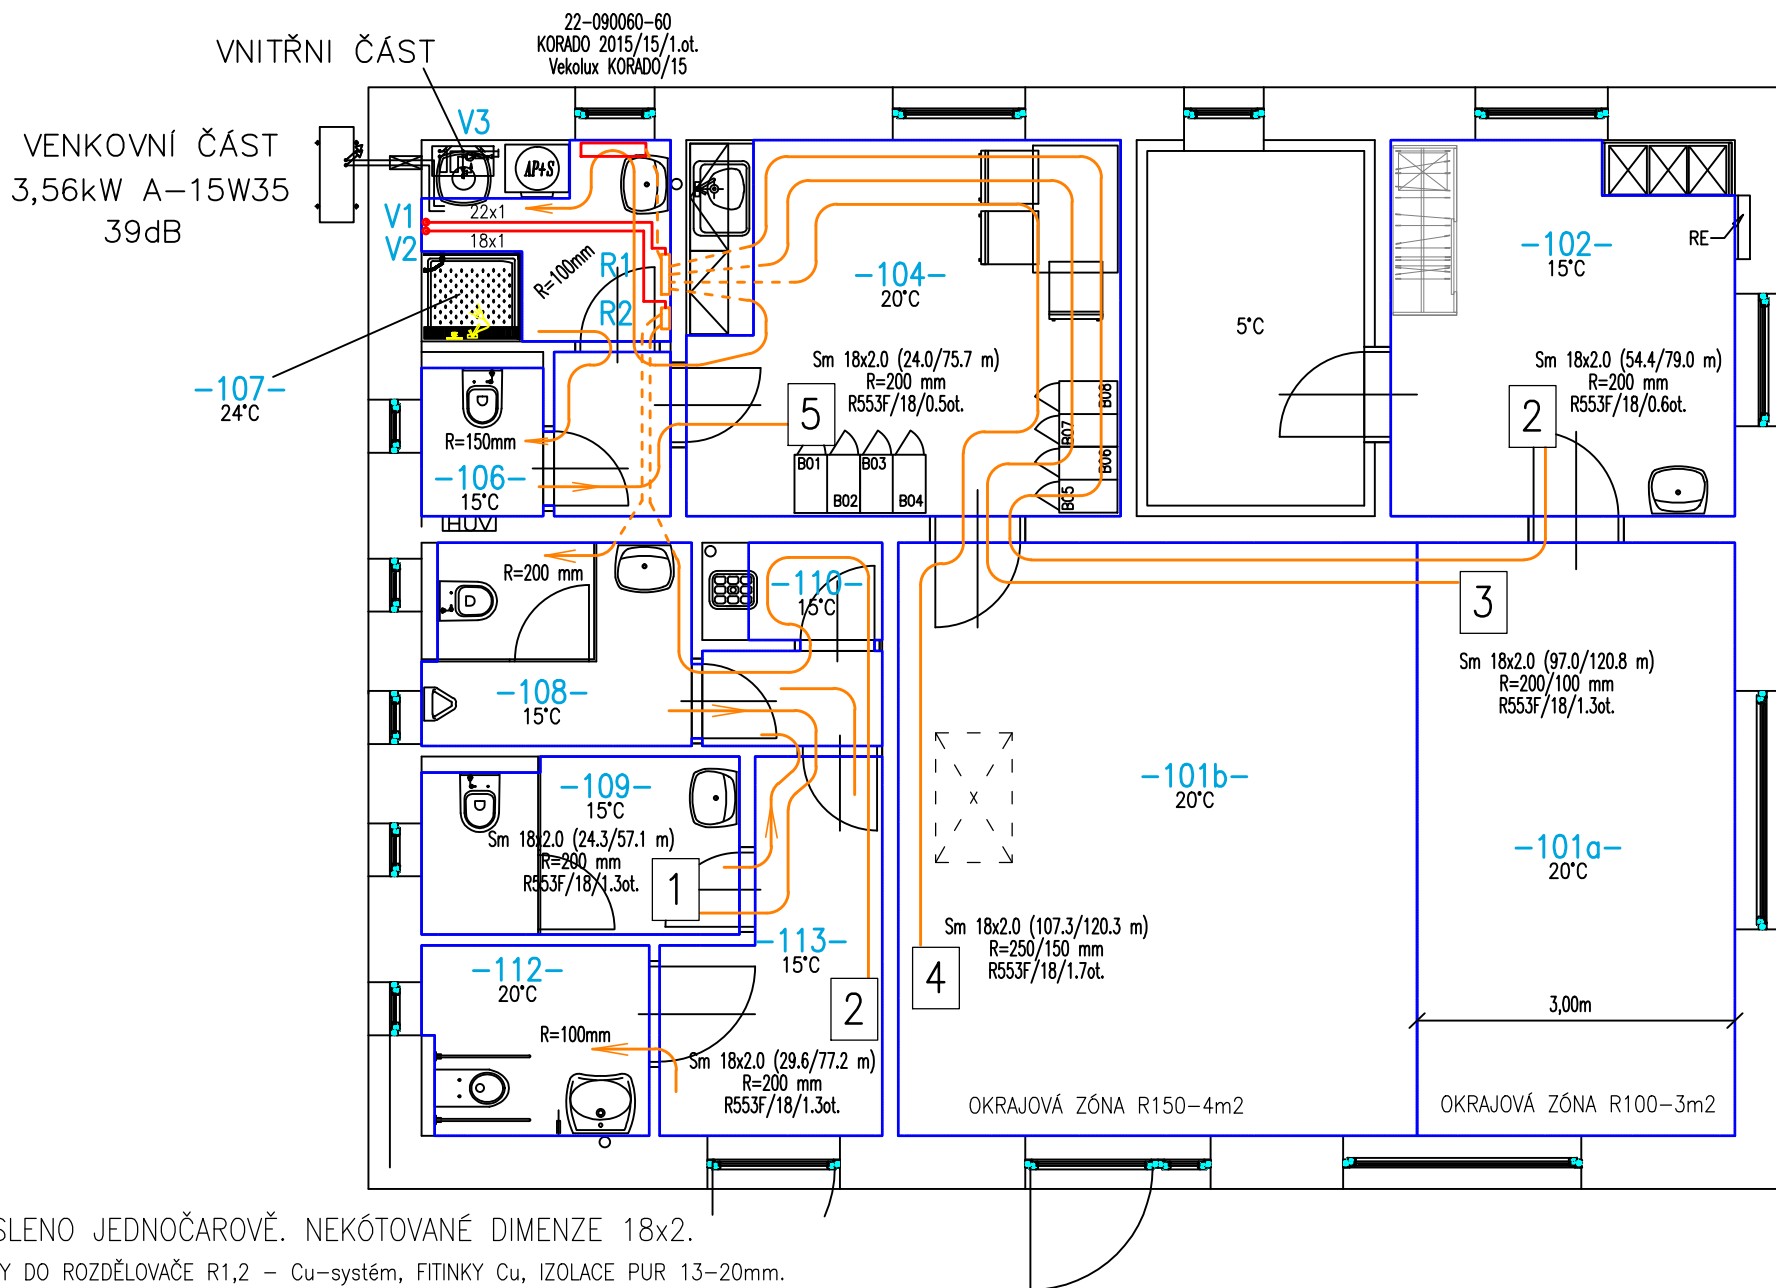 22-090060-60
KORADO 2015/15/1.ot.
Vekolux KORADO/15
VNITŘNI ČÁST
VENKOVNÍ ČÁST
3,56kW A-15W35
39dB
V3
AP+S
V1
22x1
V2
18x1
R=100mm
R1
R2
-104-
20°C
5°C
-102-
15°C
RE
Sm 18x2.0 (24.0/75.7 m)
R=200 mm
R553F/18/0.5ot.
Sm 18x2.0 (54.4/79.0 m)
R=200 mm
R553F/18/0.6ot.
-107-
24°C
5
2
B08
B07
B06
B05
B01
B02
B03
B04
R=150mm
-106-
15°C
HUV
R=200 mm
-110-
15°C
3
Sm 18x2.0 (97.0/120.8 m)
R=200/100 mm
R553F/18/1.3ot.
-108-
15°C
-109-
15°C
Sm 18x2.0 (24.3/57.1 m)
R=200 mm
R553F/18/1.3ot.
1
-101b-
20°C
-101a-
20°C
-113-
15°C
Sm 18x2.0 (107.3/120.3 m)
R=250/150 mm
R553F/18/1.7ot.
4
-112-
20°C
2
3,00m
R=100mm
Sm 18x2.0 (29.6/77.2 m)
R=200 mm
R553F/18/1.3ot.
OKRAJOVÁ ZÓNA R150-4m2
OKRAJOVÁ ZÓNA R100-3m2
SLENO JEDNOČAROVĚ. NEKÓTOVANÉ DIMENZE 18x2.
Y DO ROZDĚLOVAČE R1,2 - Cu-systém, FITINKY Cu, IZOLACE PUR 13-20mm.